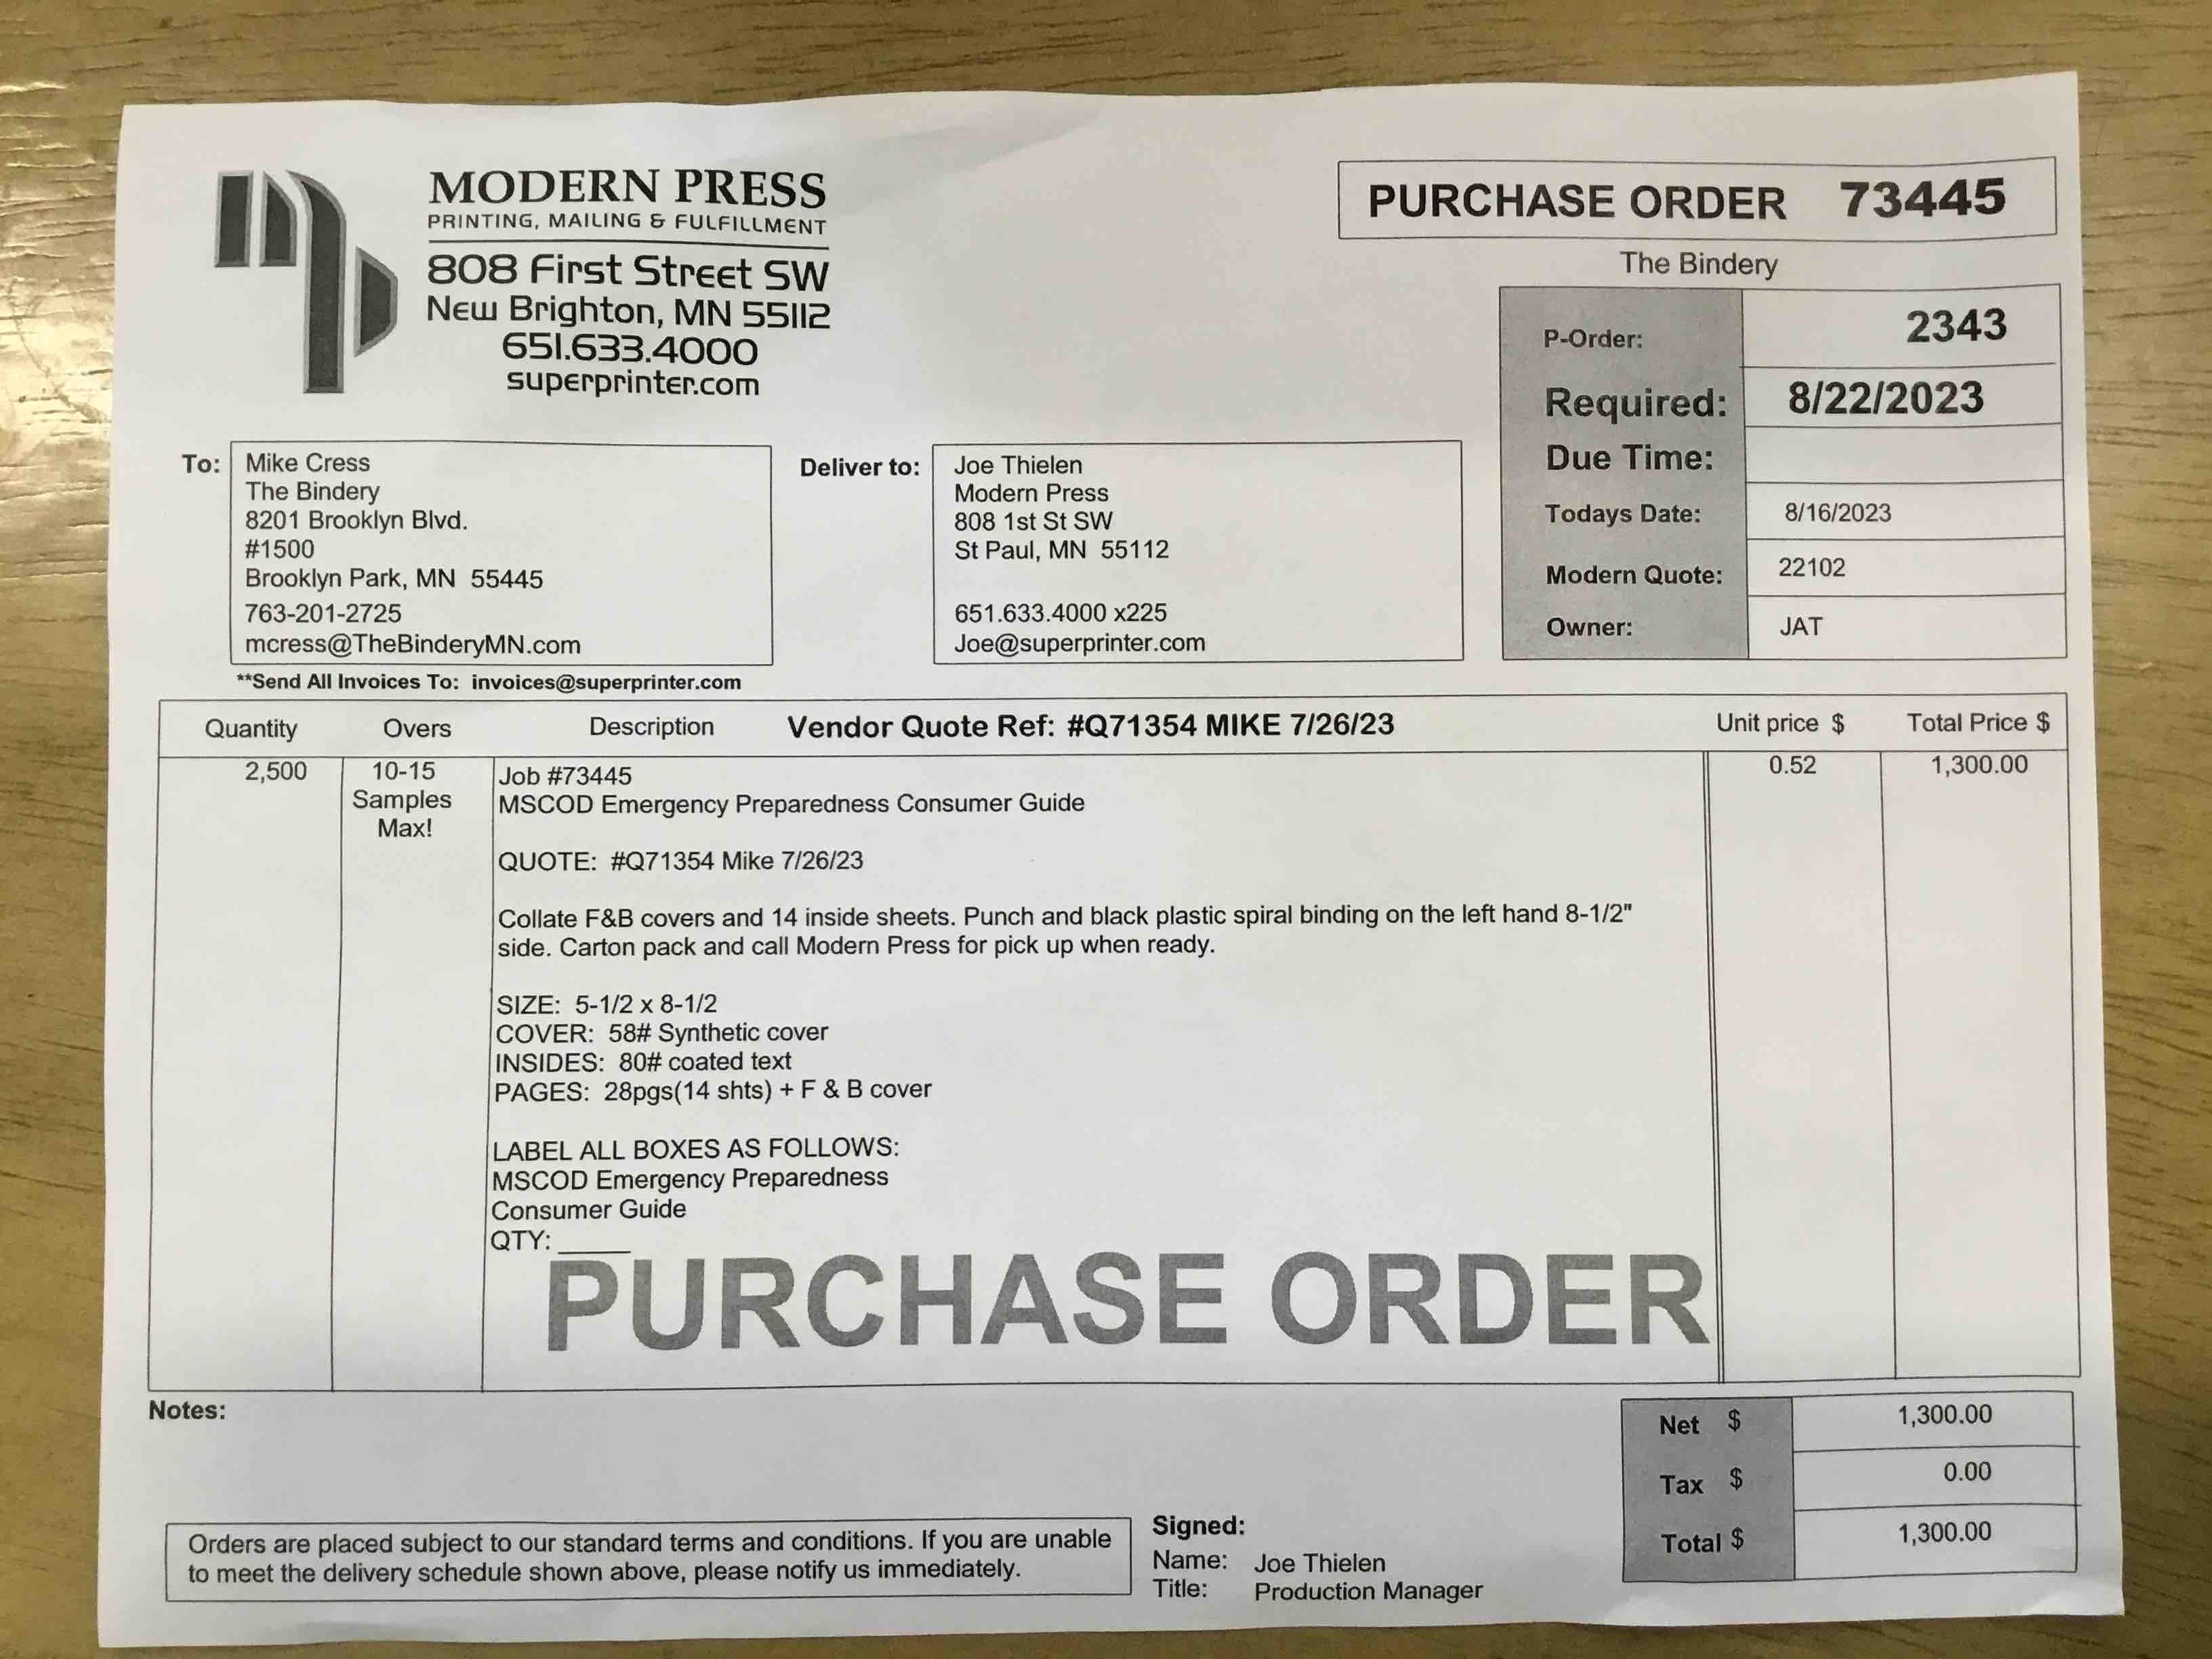 MODERN PRESS
PRINTING, MAILING & FULFILLMENT
808 First Street SW
New Brighton, MN 55112
651.633.4000
superprinter.com
PURCHASE ORDER 73445
The Bindery
P-Order: 2343
Required: 8/22/2023
Due Time:
Todays Date: 8/16/2023
Modern Quote: 22102
Owner: JAT
To:
Mike Cress
The Bindery
8201 Brooklyn Blvd.
#1500
Brooklyn Park, MN 55445
763-201-2725
mcress@TheBinderyMN.com
Deliver to:
Joe Thielen
Modern Press
808 1st St SW
St Paul, MN 55112
651.633.4000 x225
Joe@superprinter.com
**Send All Invoices To: invoices@superprinter.com
Quantity Overs Description Vendor Quote Ref: #Q71354 MIKE 7/26/23 Unit price $ Total Price $
2,500
10-15
Samples
Max!
Job #73445
MSCOD Emergency Preparedness Consumer Guide
QUOTE: #Q71354 Mike 7/26/23
Collate F&B covers and 14 inside sheets. Punch and black plastic spiral binding on the left hand 8-1/2"
side. Carton pack and call Modern Press for pick up when ready.
SIZE: 5-1/2 x 8-1/2
COVER: 58# Synthetic cover
INSIDES: 80# coated text
PAGES: 28pgs(14 shts) + F & B cover
LABEL ALL BOXES AS FOLLOWS:
MSCOD Emergency Preparedness
Consumer Guide
QTY: _____
0.52
1,300.00
PURCHASE ORDER
Notes:
Net $ 1,300.00
Tax $ 0.00
Total $ 1,300.00
Orders are placed subject to our standard terms and conditions. If you are unable
to meet the delivery schedule shown above, please notify us immediately.
Signed:
Name: Joe Thielen
Title: Production Manager